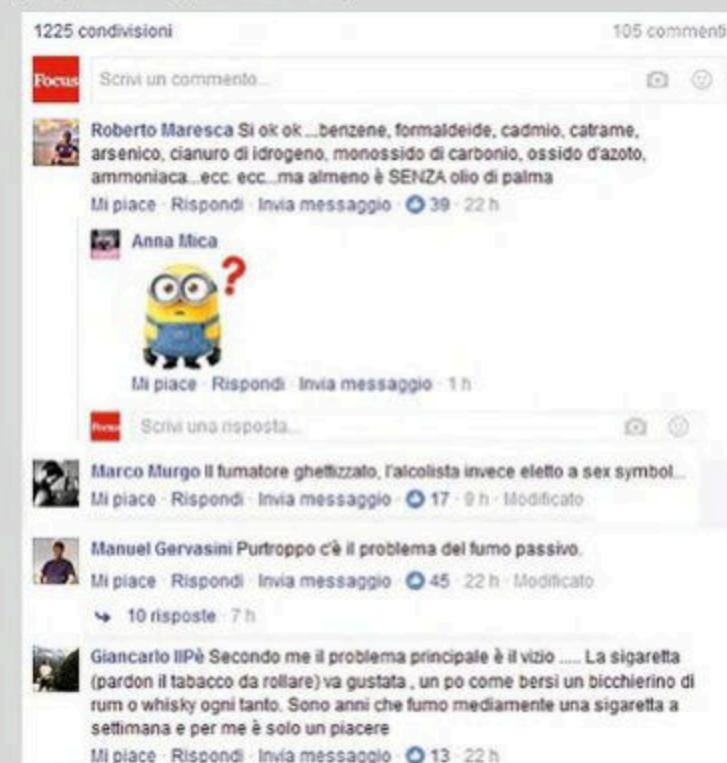 1225 condivisioni 105 commenti
Focus Scrivi un commento...
Roberto Maresca Si ok ok ...benzene, formaldeide, cadmio, catrame,
arsenico, cianuro di idrogeno, monossido di carbonio, ossido d'azoto,
ammoniaca...ecc. ecc...ma almeno è SENZA olio di palma
Mi piace · Rispondi · Invia messaggio · 39 · 22 h
Anna Mica
?
Mi piace · Rispondi · Invia messaggio · 1 h
Focus Scrivi una risposta...
Marco Murgo Il fumatore ghettizzato, l'alcolista invece eletto a sex symbol...
Mi piace · Rispondi · Invia messaggio · 17 · 9 h · Modificato
Manuel Gervasini Purtroppo c'è il problema del fumo passivo.
Mi piace · Rispondi · Invia messaggio · 45 · 22 h · Modificato
10 risposte · 7 h
Giancarlo IlPè Secondo me il problema principale è il vizio ..... La sigaretta
(pardon il tabacco da rollare) va gustata , un po come bersi un bicchierino di
rum o whisky ogni tanto. Sono anni che fumo mediamente una sigaretta a
settimana e per me è solo un piacere
Mi piace · Rispondi · Invia messaggio · 13 · 22 h